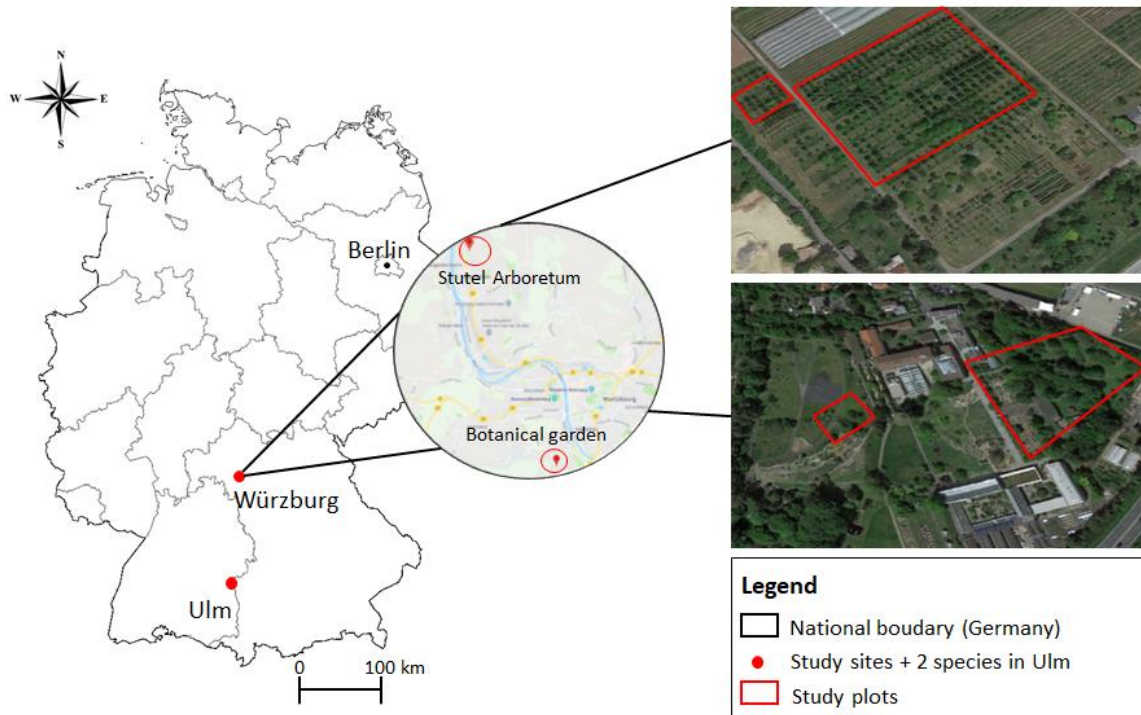 N
W E
S
Berlin
Stutel Arboretum
Botanical garden
Würzburg
Ulm
0 100 km
Legend
National boudary (Germany)
Study sites + 2 species in Ulm
Study plots